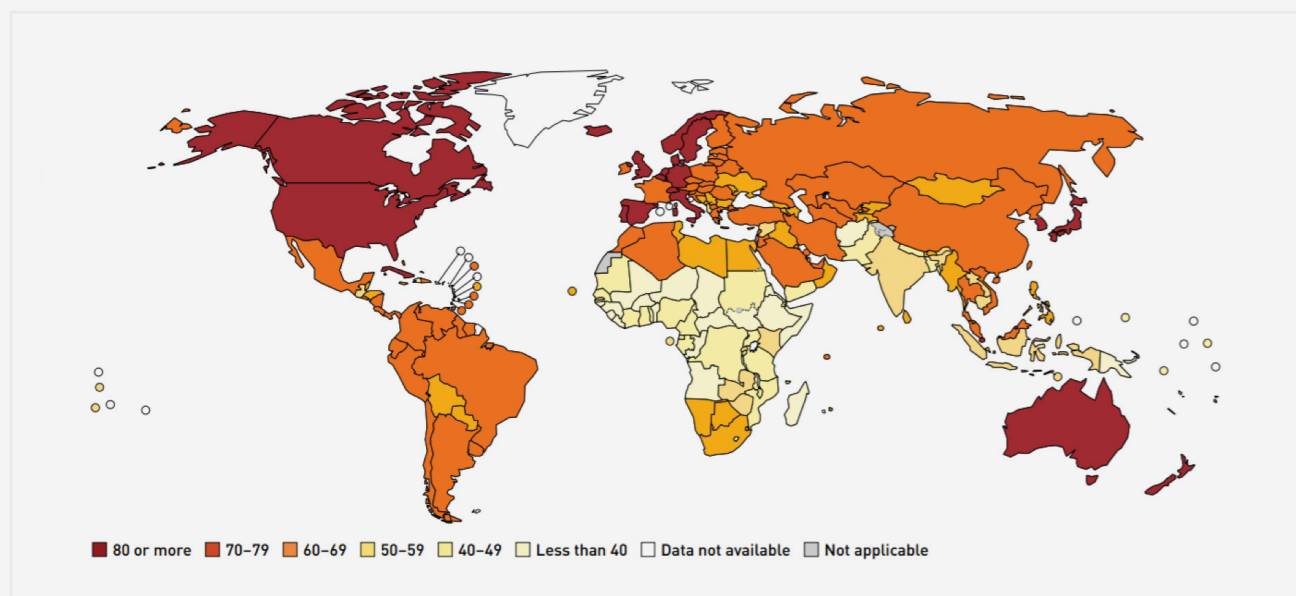 80 or more 70–79 60–69 50–59 40–49 Less than 40 Data not available Not applicable